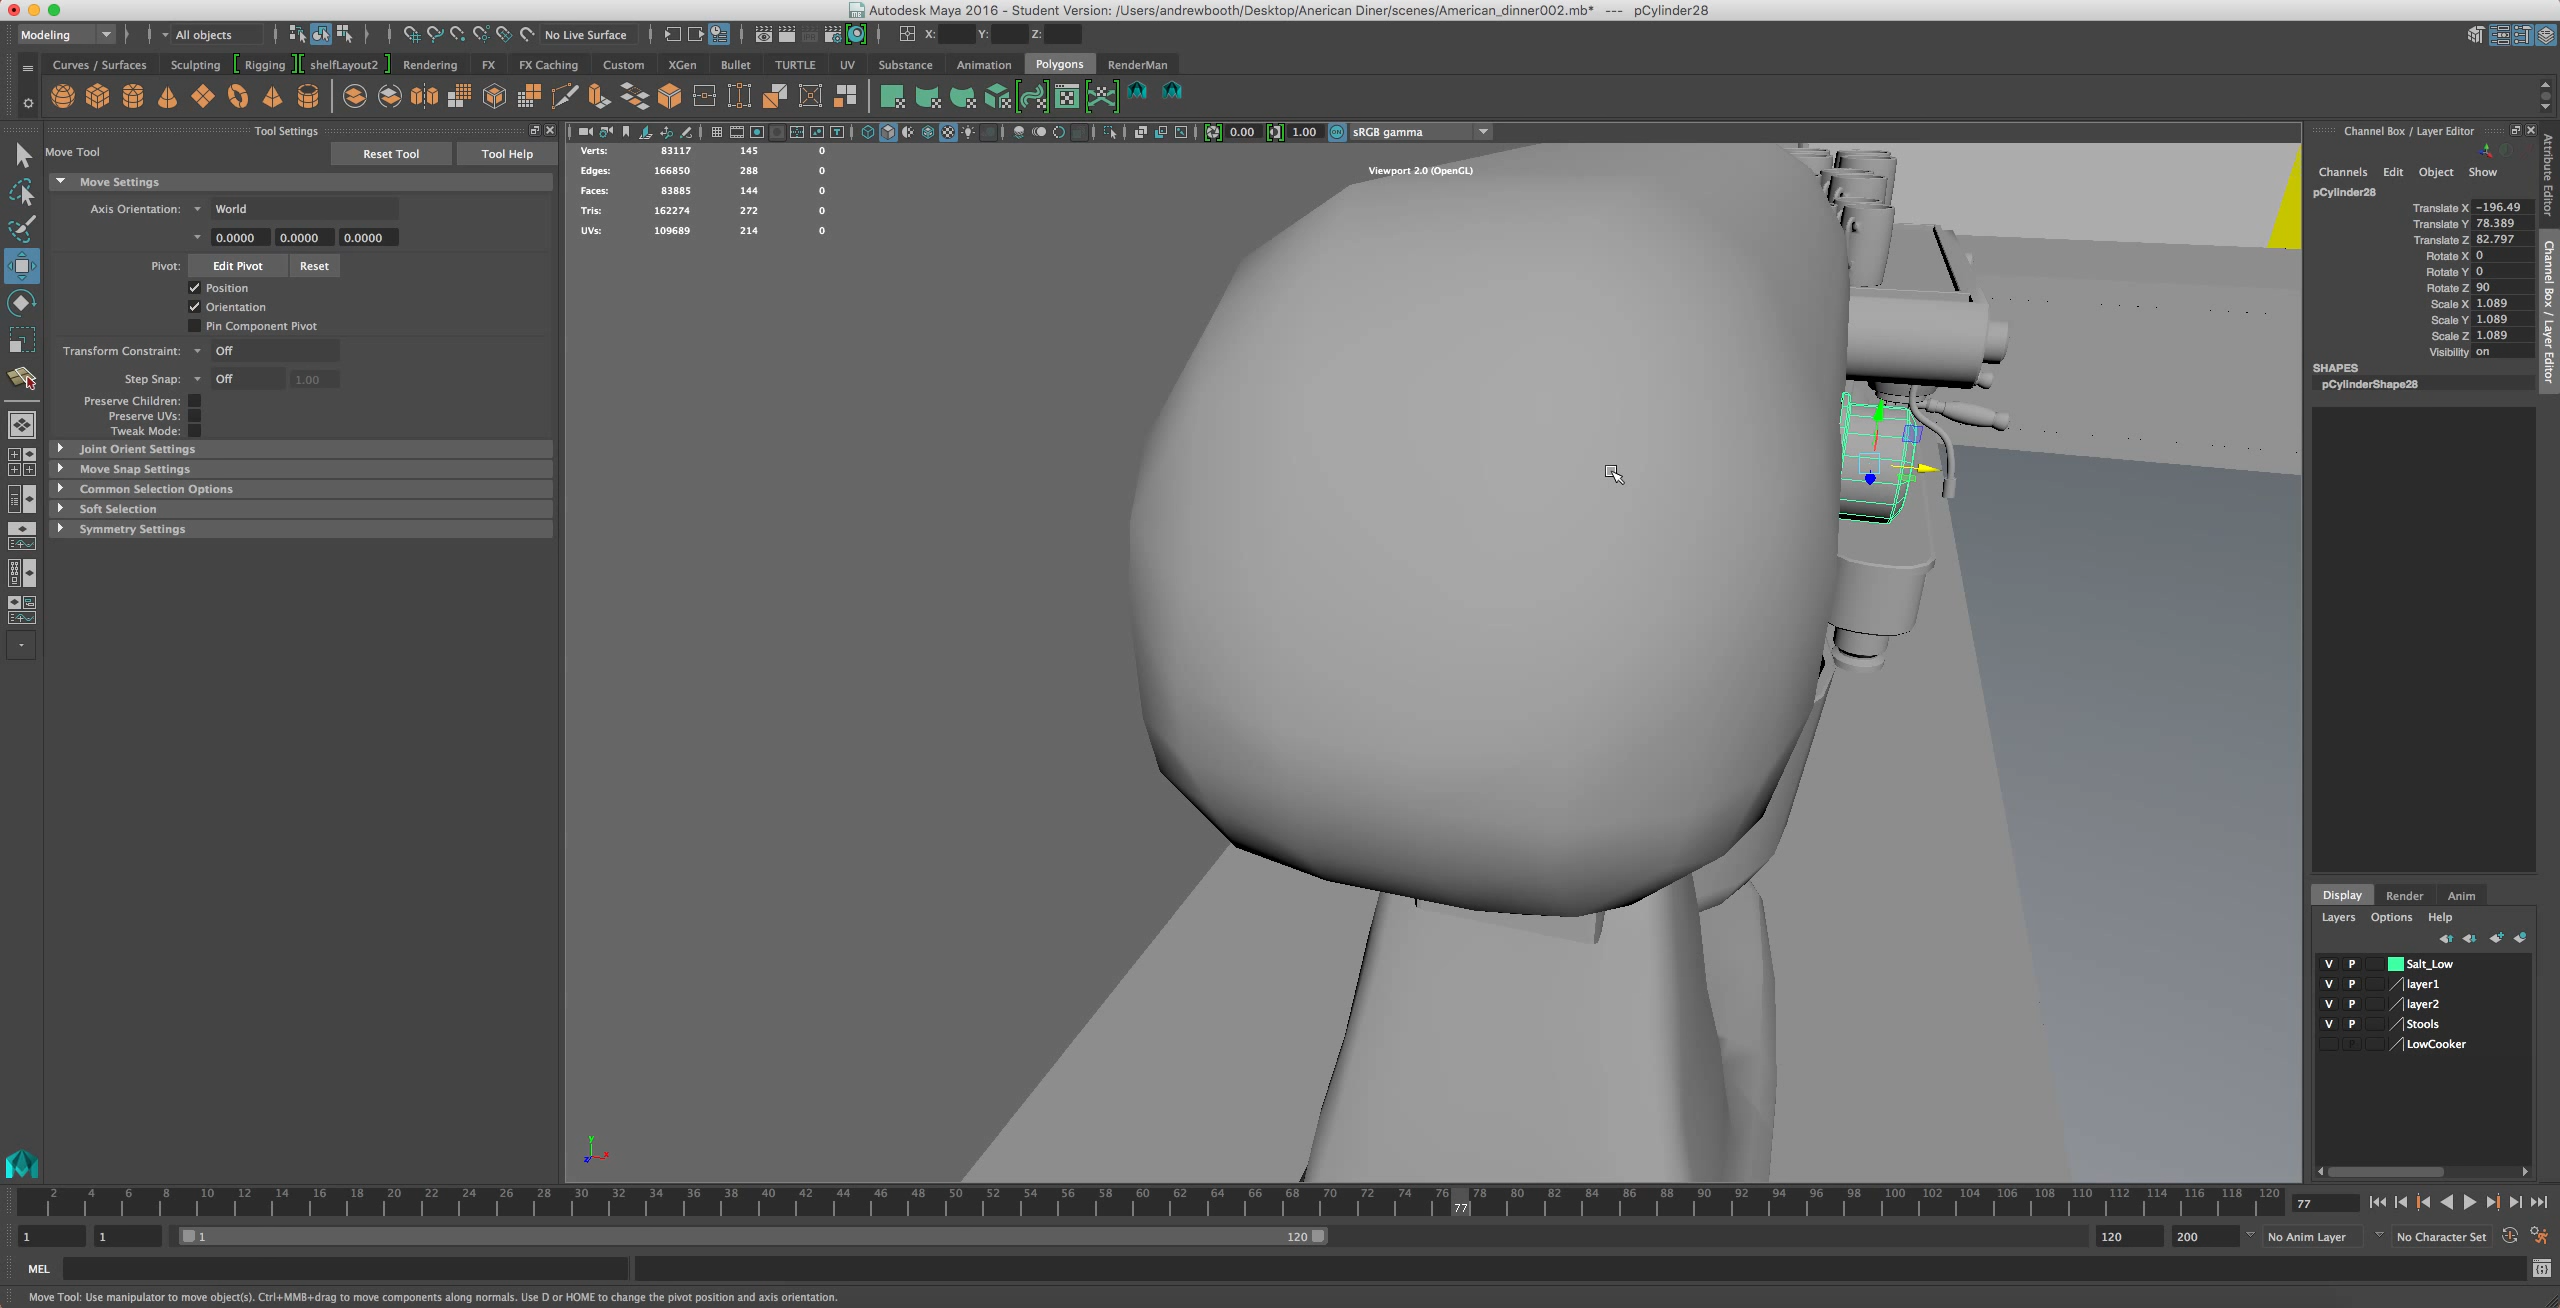 Autodesk Maya 2016 - Student Version: /Users/andrewbooth/Desktop/Anerican Diner/scenes/American_dinner002.mb* --- pCylinder28
Modeling
All objects
No Live Surface
X:
Y:
Z:
Curves / Surfaces
Sculpting
Rigging
shelfLayout2
Rendering
FX
FX Caching
Custom
XGen
Bullet
TURTLE
UV
Substance
Animation
Polygons
RenderMan
Tool Settings
Move Tool
Reset Tool
Tool Help
Move Settings
Axis Orientation:
World
0.0000
0.0000
0.0000
Pivot:
Edit Pivot
Reset
Position
Orientation
Pin Component Pivot
Transform Constraint:
Off
Step Snap:
Off
1.00
Preserve Children:
Preserve UVs:
Tweak Mode:
Joint Orient Settings
Move Snap Settings
Common Selection Options
Soft Selection
Symmetry Settings
0.00
1.00
ON
sRGB gamma
Verts: 83117 145 0
Edges: 166850 288 0
Faces: 83885 144 0
Tris: 162274 272 0
UVs: 109689 214 0
Viewport 2.0 (OpenGL)
y
z
x
Channel Box / Layer Editor
Channels
Edit
Object
Show
pCylinder28
Translate X -196.49
Translate Y 78.389
Translate Z 82.797
Rotate X 0
Rotate Y 0
Rotate Z 90
Scale X 1.089
Scale Y 1.089
Scale Z 1.089
Visibility on
SHAPES
pCylinderShape28
Attribute Editor
Channel Box / Layer Editor
Display
Render
Anim
Layers
Options
Help
V P Salt_Low
V P layer1
V P layer2
V P Stools
P LowCooker
2 4 6 8 10 12 14 16 18 20 22 24 26 28 30 32 34 36 38 40 42 44 46 48 50 52 54 56 58 60 62 64 66 68 70 72 74 76 78 80 82 84 86 88 90 92 94 96 98 100 102 104 106 108 110 112 114 116 118 120
77
77
1
1
1
120
120
200
No Anim Layer
No Character Set
MEL
Move Tool: Use manipulator to move object(s). Ctrl+MMB+drag to move components along normals. Use D or HOME to change the pivot position and axis orientation.